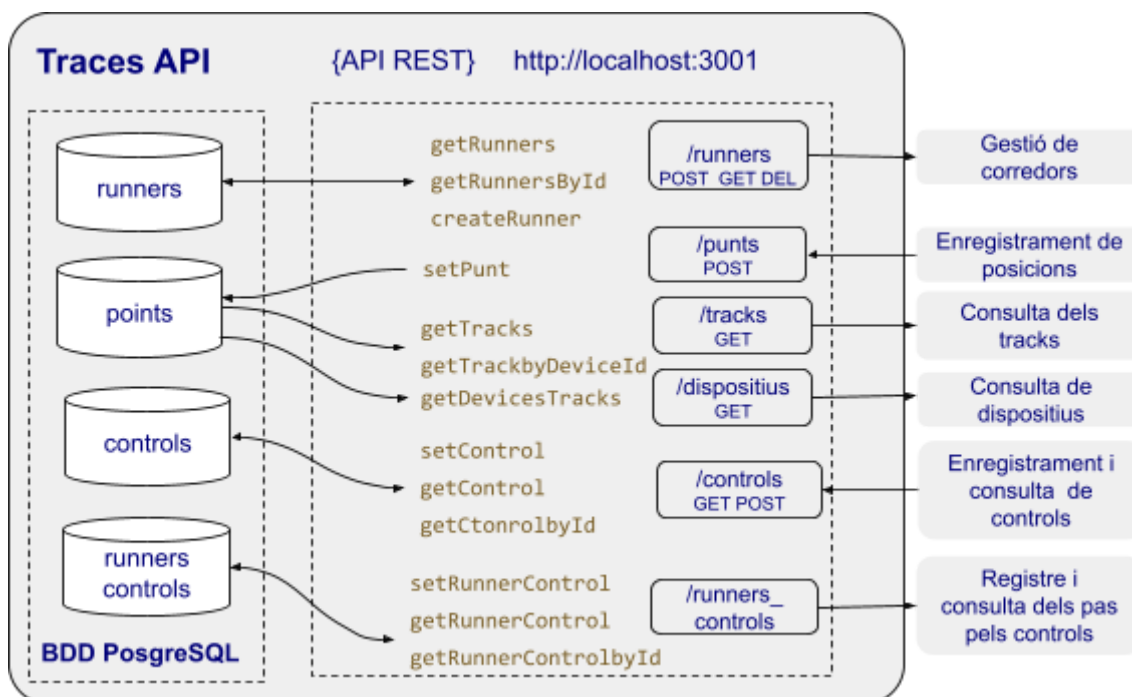 Traces API
{API REST} http://localhost:3001
runners
points
controls
runners
controls
BDD PosgreSQL
getRunners
getRunnersById
createRunner
setPunt
getTracks
getTrackbyDeviceId
getDevicesTracks
setControl
getControl
getCtonrolbyId
setRunnerControl
getRunnerControl
getRunnerControlbyId
/runners
POST GET DEL
/punts
POST
/tracks
GET
/dispositius
GET
/controls
GET POST
/runners_
controls
Gestió de
corredors
Enregistrament de
posicions
Consulta dels
tracks
Consulta de
dispositius
Enregistrament i
consulta de
controls
Registre i
consulta dels pas
pels controls